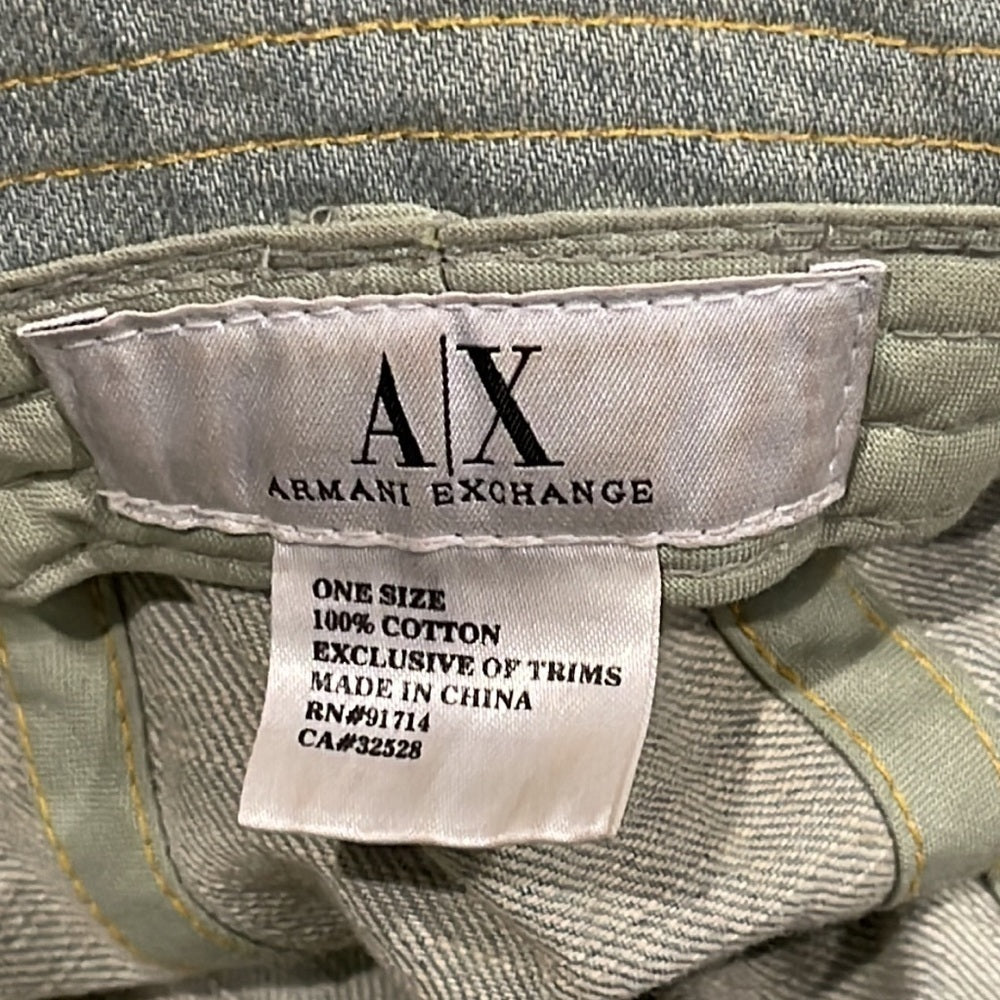 A|X
ARMANI EXCHANGE
ONE SIZE
100% COTTON
EXCLUSIVE OF TRIMS
MADE IN CHINA
RN#91714
CA#32528